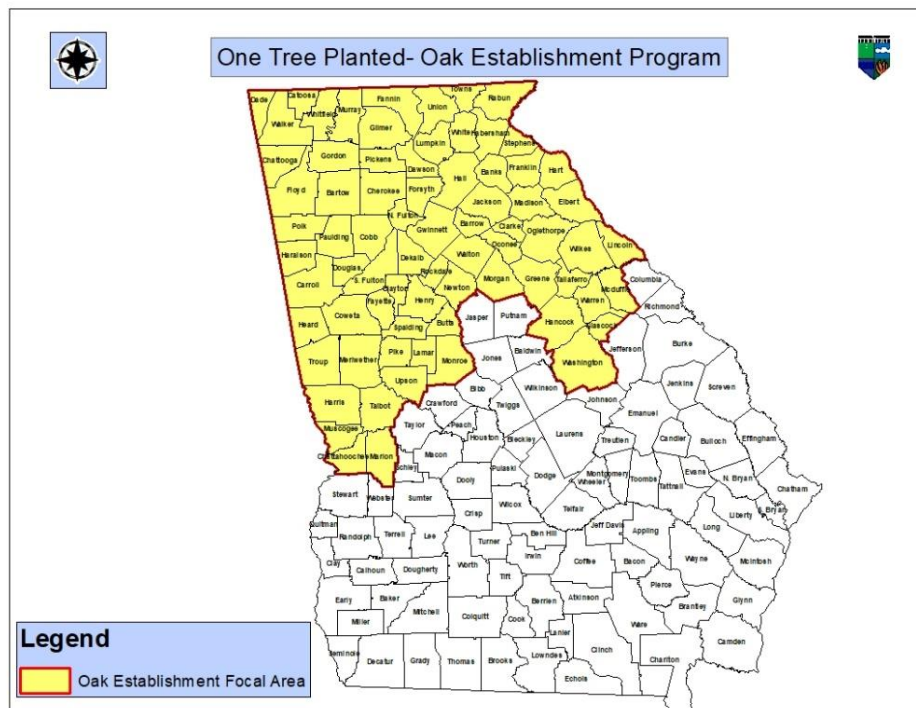 One Tree Planted- Oak Establishment Program
Dade
Catoosa
Whitfield
Murray
Fannin
Towns
Union
Rabun
Walker
Gilmer
Lumpkin
White
Habersham
Stephens
Chattooga
Gordon
Pickens
Dawson
Hall
Banks
Franklin
Hart
Floyd
Bartow
Cherokee
Forsyth
Jackson
Madison
Elbert
N. Fulton
Polk
Paulding
Cobb
Gwinnett
Barrow
Clarke
Oglethorpe
Oconee
Wilkes
Lincoln
Haralson
Douglas
Dekalb
Walton
Rockdale
Morgan
Greene
Taliaferro
Columbia
Carroll
S. Fulton
Clayton
Newton
Mcduffie
Fayette
Henry
Warren
Richmond
Heard
Coweta
Spalding
Butts
Jasper
Putnam
Hancock
Glascock
Troup
Meriwether
Pike
Lamar
Monroe
Jones
Baldwin
Washington
Jefferson
Burke
Upson
Harris
Talbot
Bibb
Wilkinson
Crawford
Twiggs
Johnson
Jenkins
Screven
Muscogee
Taylor
Peach
Houston
Bleckley
Laurens
Emanuel
Chattahoochee
Marion
Macon
Treutlen
Candler
Bulloch
Effingham
Schley
Dooly
Pulaski
Dodge
Montgomery
Wheeler
Toombs
Evans
N. Bryan
Chatham
Stewart
Webster
Sumter
Wilcox
Telfair
Tattnall
Liberty
S. Bryan
Quitman
Crisp
Jeff Davis
Appling
Long
Randolph
Terrell
Lee
Turner
Ben Hill
Wayne
Mcintosh
Clay
Calhoun
Dougherty
Worth
Irwin
Coffee
Bacon
Tift
Early
Baker
Mitchell
Pierce
Glynn
Miller
Colquitt
Cook
Berrien
Atkinson
Ware
Brantley
Lanier
Camden
Seminole
Decatur
Grady
Thomas
Brooks
Lowndes
Clinch
Charlton
Echols
Legend
Oak Establishment Focal Area